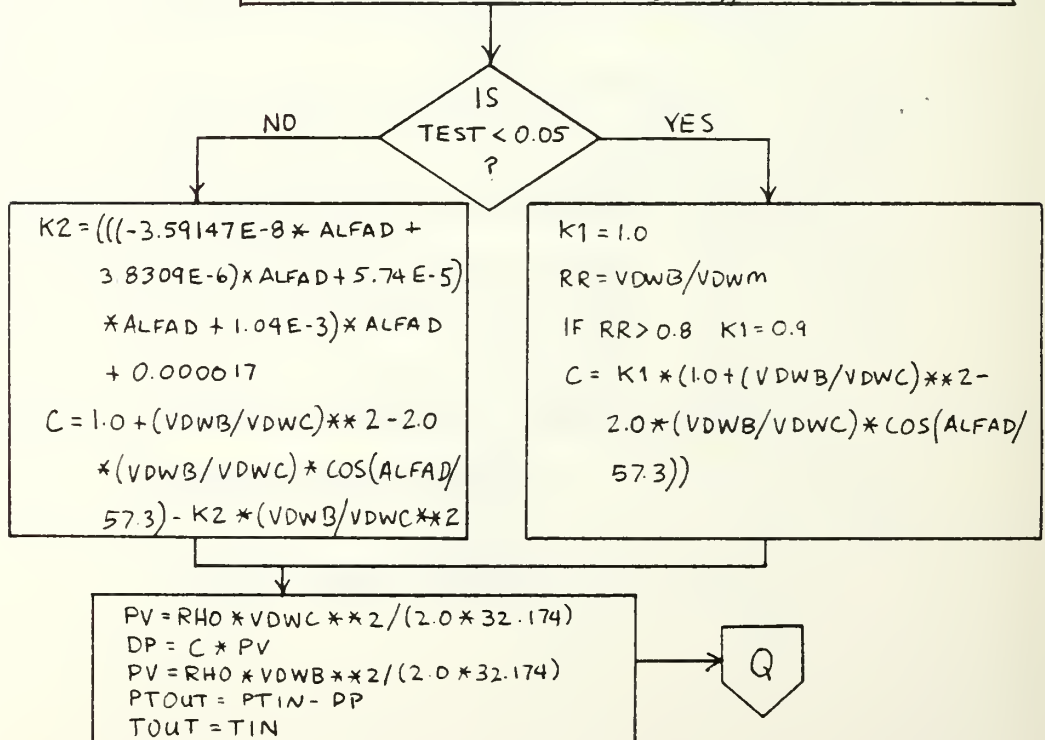 IS
TEST < 0.05
?
NO
YES
K2 = (((-3.59147E-8 * ALFAD +
3.8309E-6) * ALFAD + 5.74E-5)
* ALFAD + 1.04E-3) * ALFAD
+ 0.000017
C = 1.0 + (VDWB/VDWC) ** 2 - 2.0
* (VDWB/VDWC) * COS(ALFAD/
57.3) - K2 * (VDWB/VDWC**2
K1 = 1.0
RR = VDWB/VDWM
IF RR > 0.8 K1 = 0.9
C = K1 * (1.0 + (VDWB/VDWC) ** 2 -
2.0 * (VDWB/VDWC) * COS(ALFAD/
57.3))
PV = RHO * VDWC ** 2/(2.0 * 32.174)
DP = C * PV
PV = RHO * VDWB ** 2/(2.0 * 32.174)
PTOUT = PTIN - DP
TOUT = TIN
Q